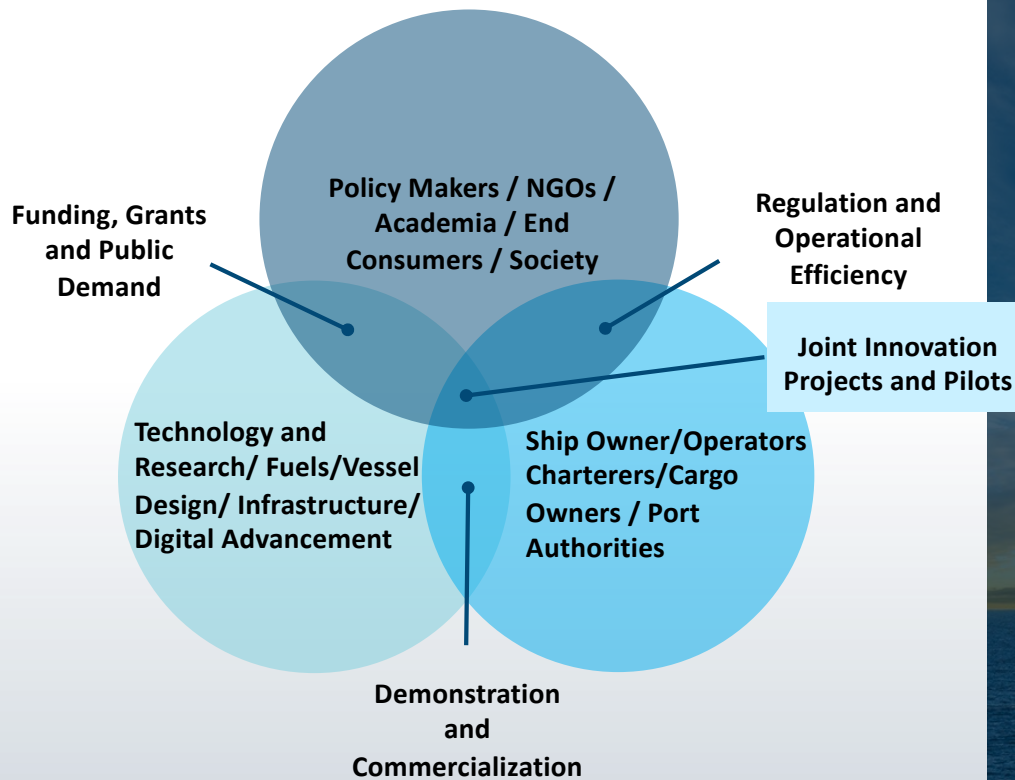 Policy Makers / NGOs /
Academia / End
Consumers / Society
Funding, Grants
and Public
Demand
Regulation and
Operational
Efficiency
Joint Innovation
Projects and Pilots
Technology and
Research/ Fuels/Vessel
Design/ Infrastructure/
Digital Advancement
Ship Owner/Operators
Charterers/Cargo
Owners / Port
Authorities
Demonstration
and
Commercialization